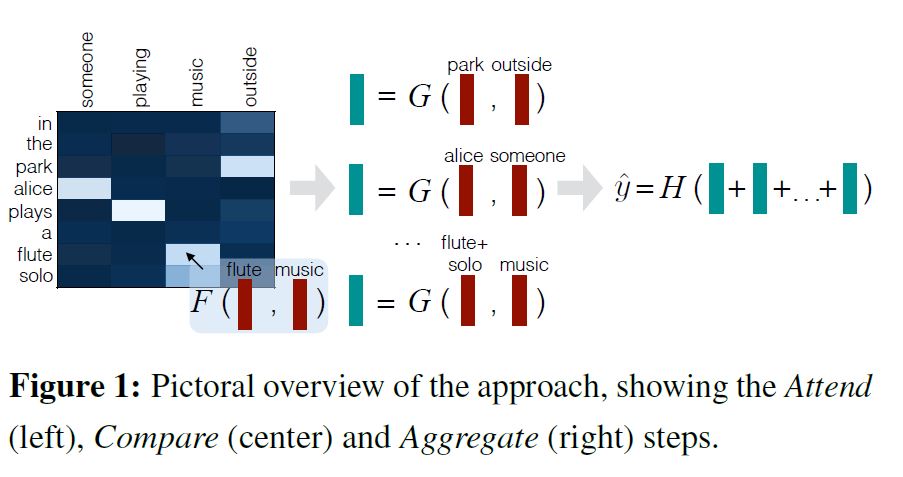 someone playing music outside
in
the
park
alice
plays
a
flute
solo
flute music
F ( , )
park outside
= G ( , )
alice someone
= G ( , )
... flute+
solo music
= G ( , )
ŷ = H ( + +...+ )
Figure 1: Pictoral overview of the approach, showing the Attend
(left), Compare (center) and Aggregate (right) steps.